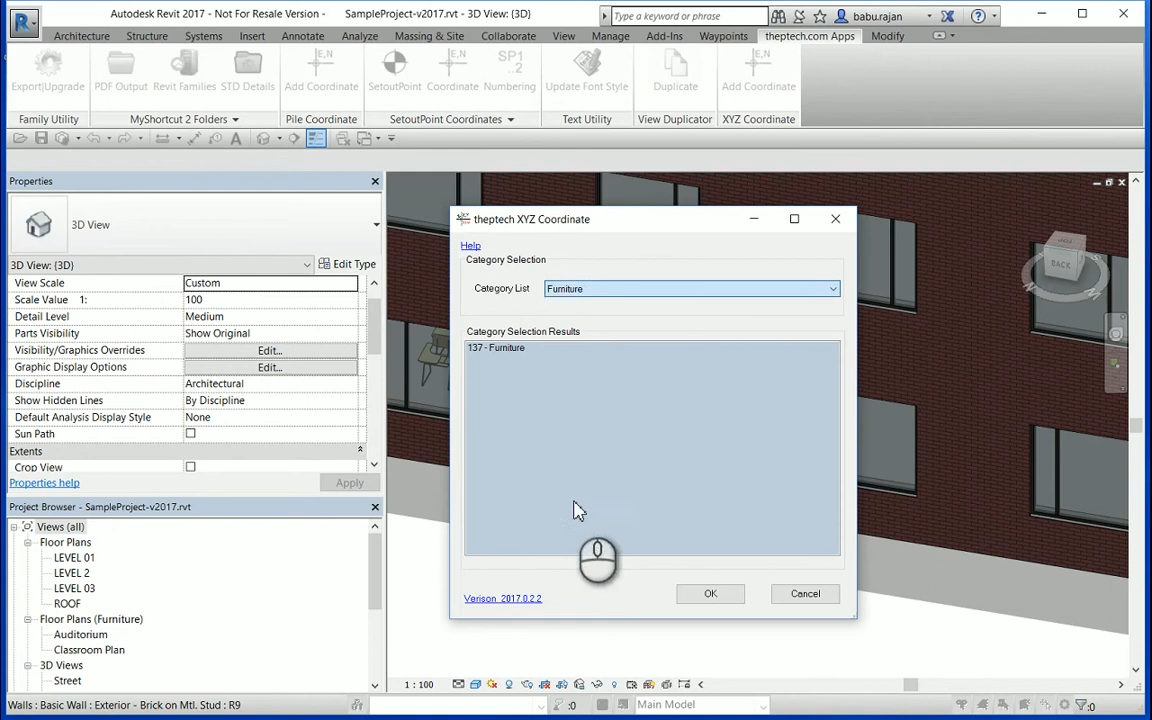 Autodesk Revit 2017 - Not For Resale Version - SampleProject-v2017.rvt - 3D View: {3D}
Type a keyword or phrase
babu.rajan
Architecture Structure Systems Insert Annotate Analyze Massing & Site Collaborate View Manage Add-Ins Waypoints theptech.com Apps Modify
E,N E,N SP1 E,N
..2
Export|Upgrade PDF Output Revit Families STD Details Add Coordinate SetoutPoint Coordinate Numbering Update Font Style Duplicate Add Coordinate
Family Utility MyShortcut 2 Folders Pile Coordinate SetoutPoint Coordinates Text Utility View Duplicator XYZ Coordinate
Properties
3D View
3D View: {3D} Edit Type
View Scale Custom
Scale Value 1: 100
Detail Level Medium
Parts Visibility Show Original
Visibility/Graphics Overrides Edit...
Graphic Display Options Edit...
Discipline Architectural
Show Hidden Lines By Discipline
Default Analysis Display Style None
Sun Path
Extents
Crop View
Properties help Apply
Project Browser - SampleProject-v2017.rvt
Views (all)
Floor Plans
LEVEL 01
LEVEL 2
LEVEL 03
ROOF
Floor Plans (Furniture)
Auditorium
Classroom Plan
3D Views
Street
theptech XYZ Coordinate
Help
Category Selection
Category List Furniture
Category Selection Results
137 - Furniture
Verison 2017.0.2.2
OK Cancel
BACK
1 : 100
Walls : Basic Wall : Exterior - Brick on Mtl. Stud : R9
:0 Main Model :0